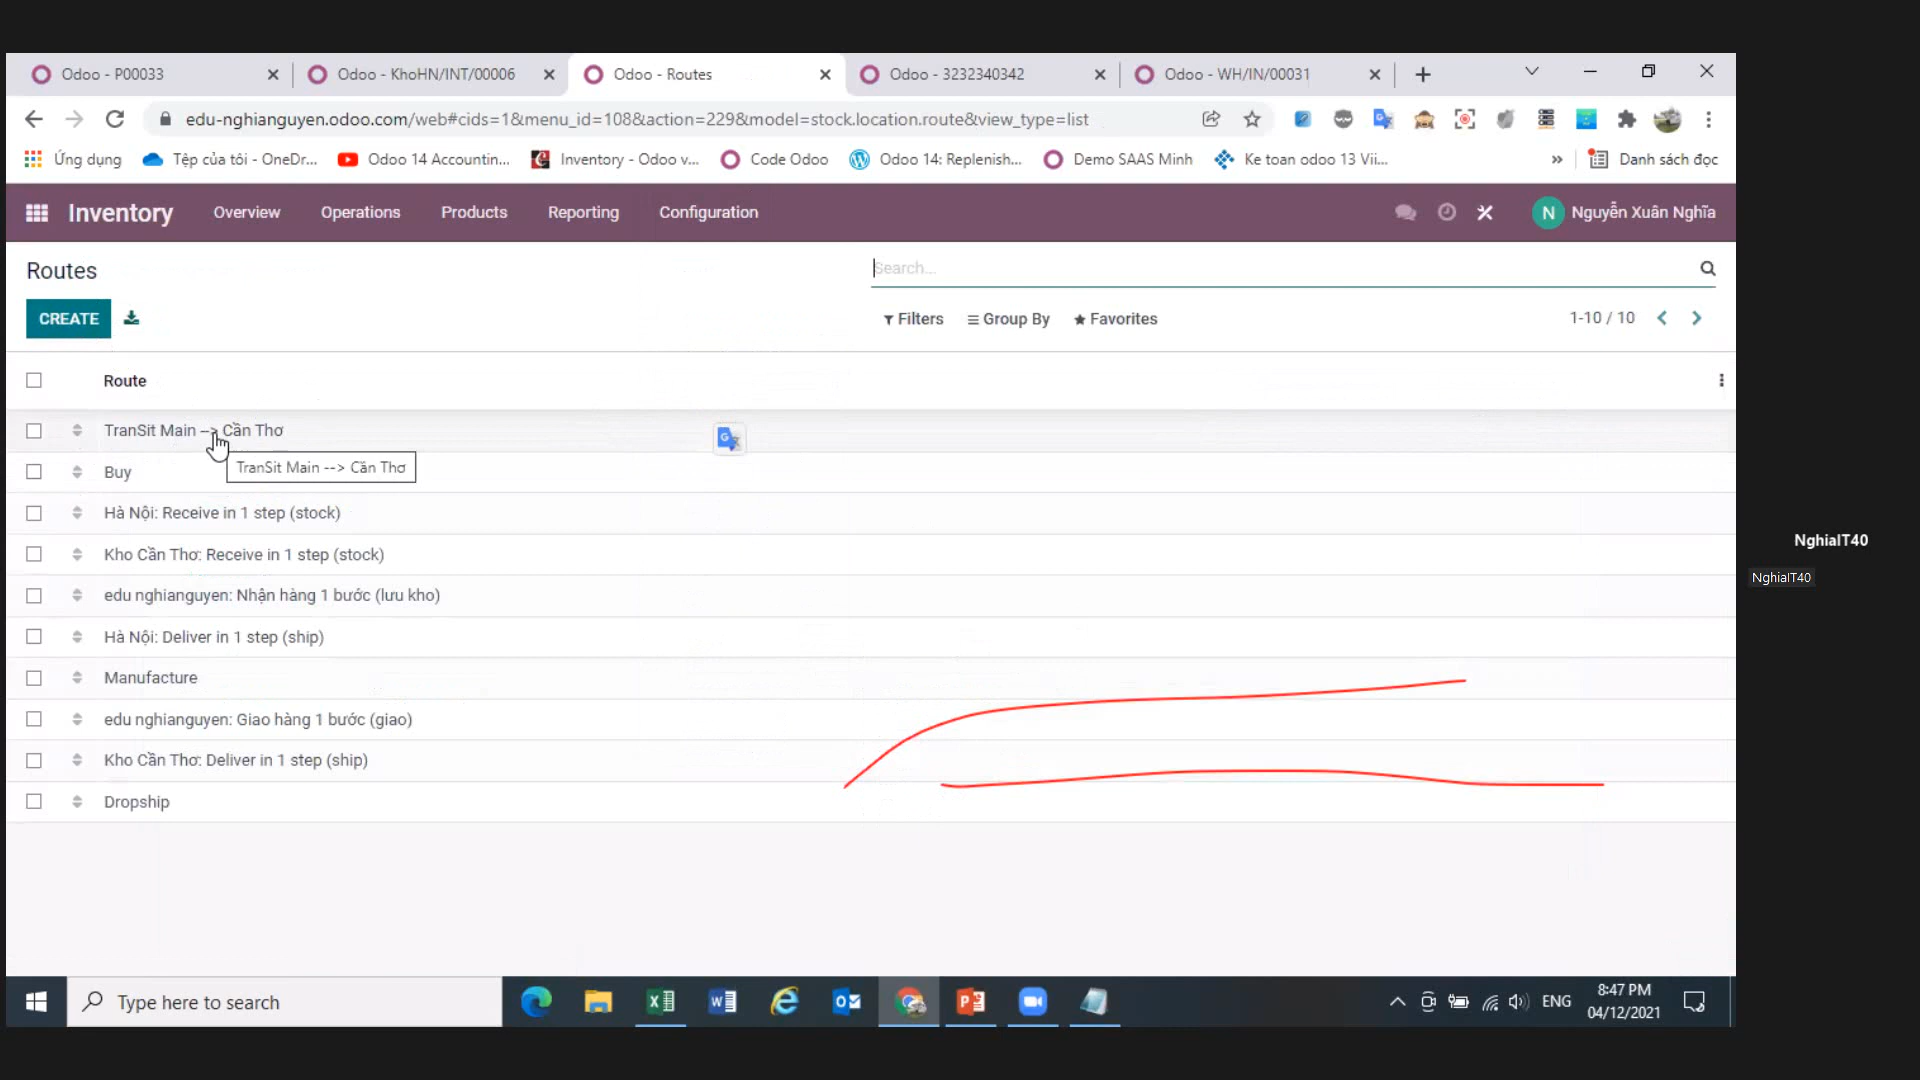 Odoo - P00033
Odoo - KhoHN/INT/00006
Odoo - Routes
Odoo - 3232340342
Odoo - WH/IN/00031
edu-nghianguyen.odoo.com/web#cids=1&menu_id=108&action=229&model=stock.location.route&view_type=list
Ứng dụng
Tệp của tôi - OneDr...
Odoo 14 Accountin...
Inventory - Odoo v...
Code Odoo
Odoo 14: Replenish...
Demo SAAS Minh
Ke toan odoo 13 Vii...
»
Danh sách đọc
Inventory
Overview
Operations
Products
Reporting
Configuration
N
Nguyễn Xuân Nghĩa
Routes
Search...
CREATE
Filters
Group By
Favorites
1-10 / 10
Route
TranSit Main --> Cần Thơ
TranSit Main --> Cần Thơ
Buy
Hà Nội: Receive in 1 step (stock)
Kho Cần Thơ: Receive in 1 step (stock)
edu nghianguyen: Nhận hàng 1 bước (lưu kho)
Hà Nội: Deliver in 1 step (ship)
Manufacture
edu nghianguyen: Giao hàng 1 bước (giao)
Kho Cần Thơ: Deliver in 1 step (ship)
Dropship
NghiaIT40
NghiaIT40
Type here to search
ENG
8:47 PM
04/12/2021